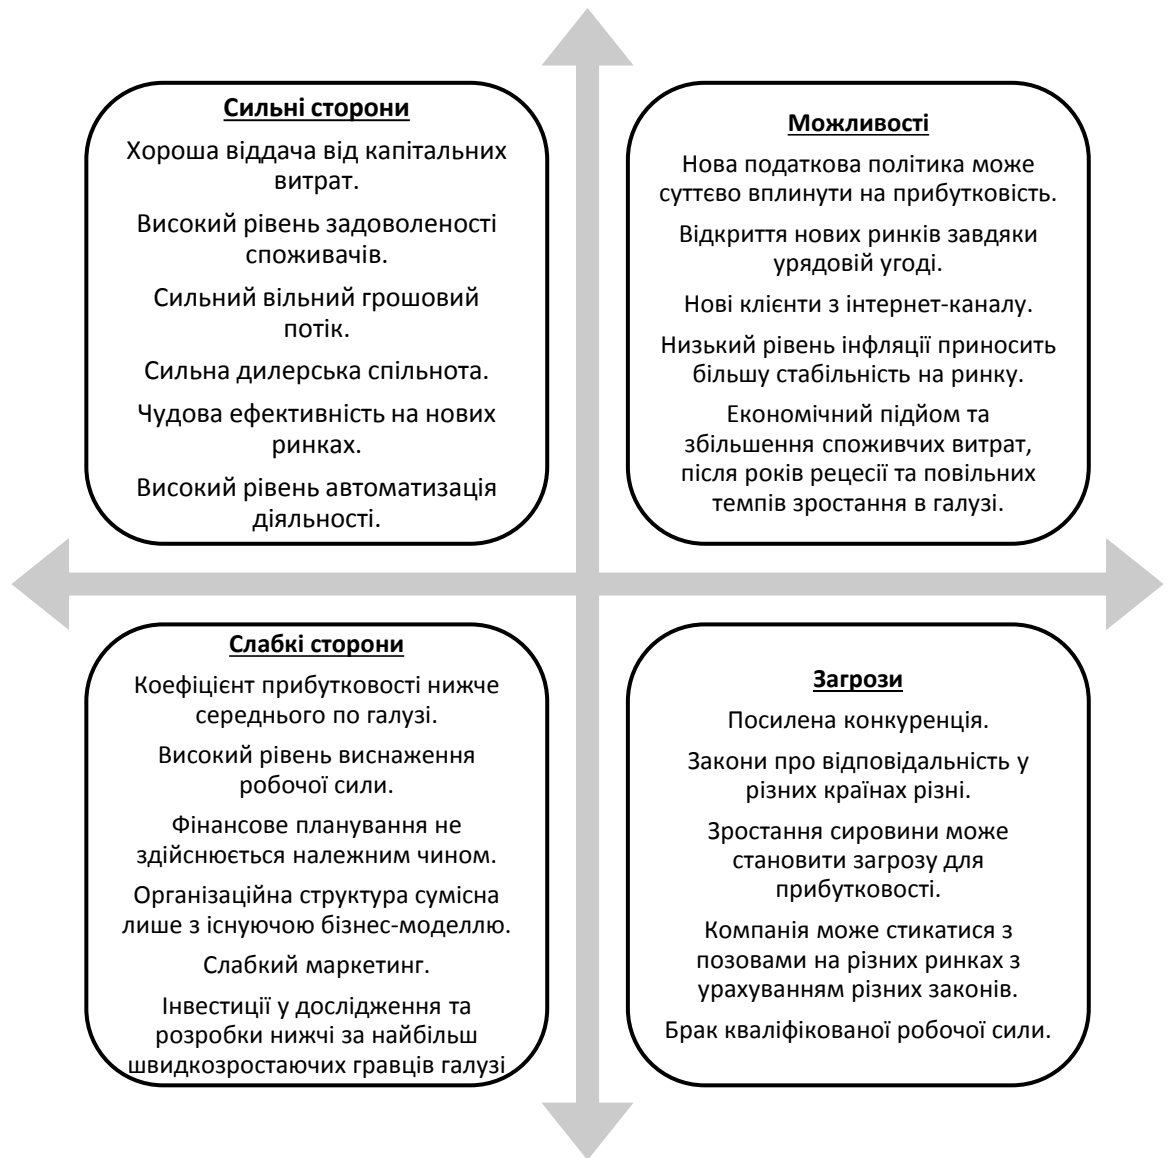 Сильні сторони
Хороша віддача від капітальних
витрат.
Високий рівень задоволеності
споживачів.
Сильний вільний грошовий
потік.
Сильна дилерська спільнота.
Чудова ефективність на нових
ринках.
Високий рівень автоматизація
діяльності.
Можливості
Нова податкова політика може
суттєво вплинути на прибутковість.
Відкриття нових ринків завдяки
урядовій угоді.
Нові клієнти з інтернет-каналу.
Низький рівень інфляції приносить
більшу стабільність на ринку.
Економічний підйом та
збільшення споживчих витрат,
після років рецесії та повільних
темпів зростання в галузі.
Слабкі сторони
Коефіцієнт прибутковості нижче
середнього по галузі.
Високий рівень виснаження
робочої сили.
Фінансове планування не
здійснюється належним чином.
Організаційна структура сумісна
лише з існуючою бізнес-моделлю.
Слабкий маркетинг.
Інвестиції у дослідження та
розробки нижчі за найбільш
швидкозростаючих гравців галузі
Загрози
Посилена конкуренція.
Закони про відповідальність у
різних країнах різні.
Зростання сировини може
становити загрозу для
прибутковості.
Компанія може стикатися з
позовами на різних ринках з
урахуванням різних законів.
Брак кваліфікованої робочої сили.